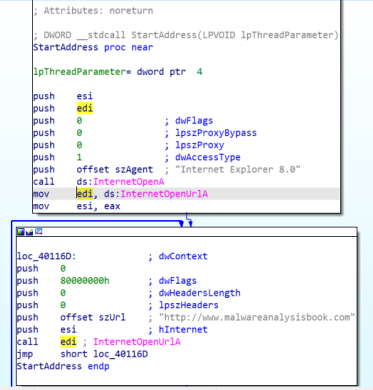 ; Attributes: noreturn
; DWORD __stdcall StartAddress(LPVOID lpThreadParameter)
StartAddress proc near
lpThreadParameter= dword ptr  4
push    esi
push    edi
push    0               ; dwFlags
push    0               ; lpszProxyBypass
push    0               ; lpszProxy
push    1               ; dwAccessType
push    offset szAgent  ; "Internet Explorer 8.0"
call    ds:InternetOpenA
mov     edi, ds:InternetOpenUrlA
mov     esi, eax
loc_40116D:             ; dwContext
push    0
push    80000000h       ; dwFlags
push    0               ; dwHeadersLength
push    0               ; lpszHeaders
push    offset szUrl    ; "http://www.malwareanalysisbook.com"
push    esi             ; hInternet
call    edi ; InternetOpenUrlA
jmp     short loc_40116D
StartAddress endp